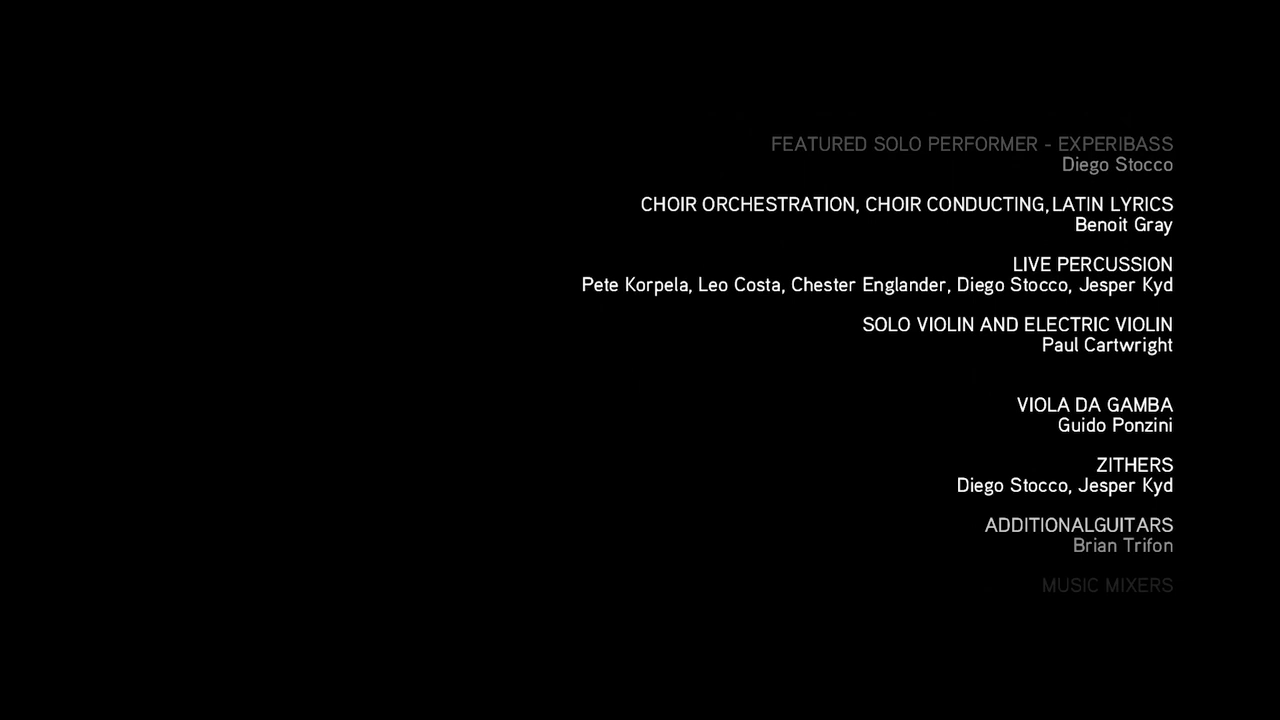 FEATURED SOLO PERFORMER - EXPERIBASS
Diego Stocco
CHOIR ORCHESTRATION, CHOIR CONDUCTING, LATIN LYRICS
Benoit Gray
LIVE PERCUSSION
Pete Korpela, Leo Costa, Chester Englander, Diego Stocco, Jesper Kyd
SOLO VIOLIN AND ELECTRIC VIOLIN
Paul Cartwright
VIOLA DA GAMBA
Guido Ponzini
ZITHERS
Diego Stocco, Jesper Kyd
ADDITIONALGUITARS
Brian Trifon
MUSIC MIXERS